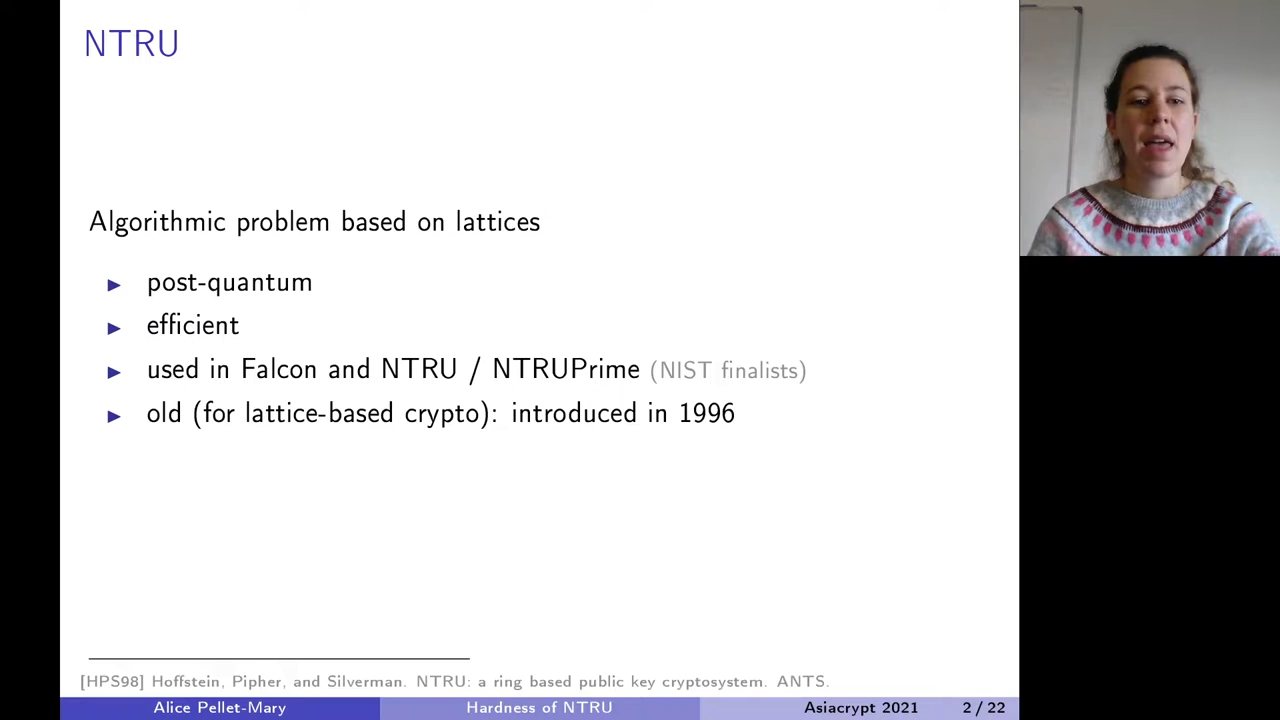 NTRU
Algorithmic problem based on lattices
▶ post-quantum
▶ efficient
▶ used in Falcon and NTRU / NTRUPrime (NIST finalists)
▶ old (for lattice-based crypto): introduced in 1996
[HPS98] Hoffstein, Pipher, and Silverman. NTRU: a ring based public key cryptosystem. ANTS.
Alice Pellet-Mary Hardness of NTRU Asiacrypt 2021 2 / 22